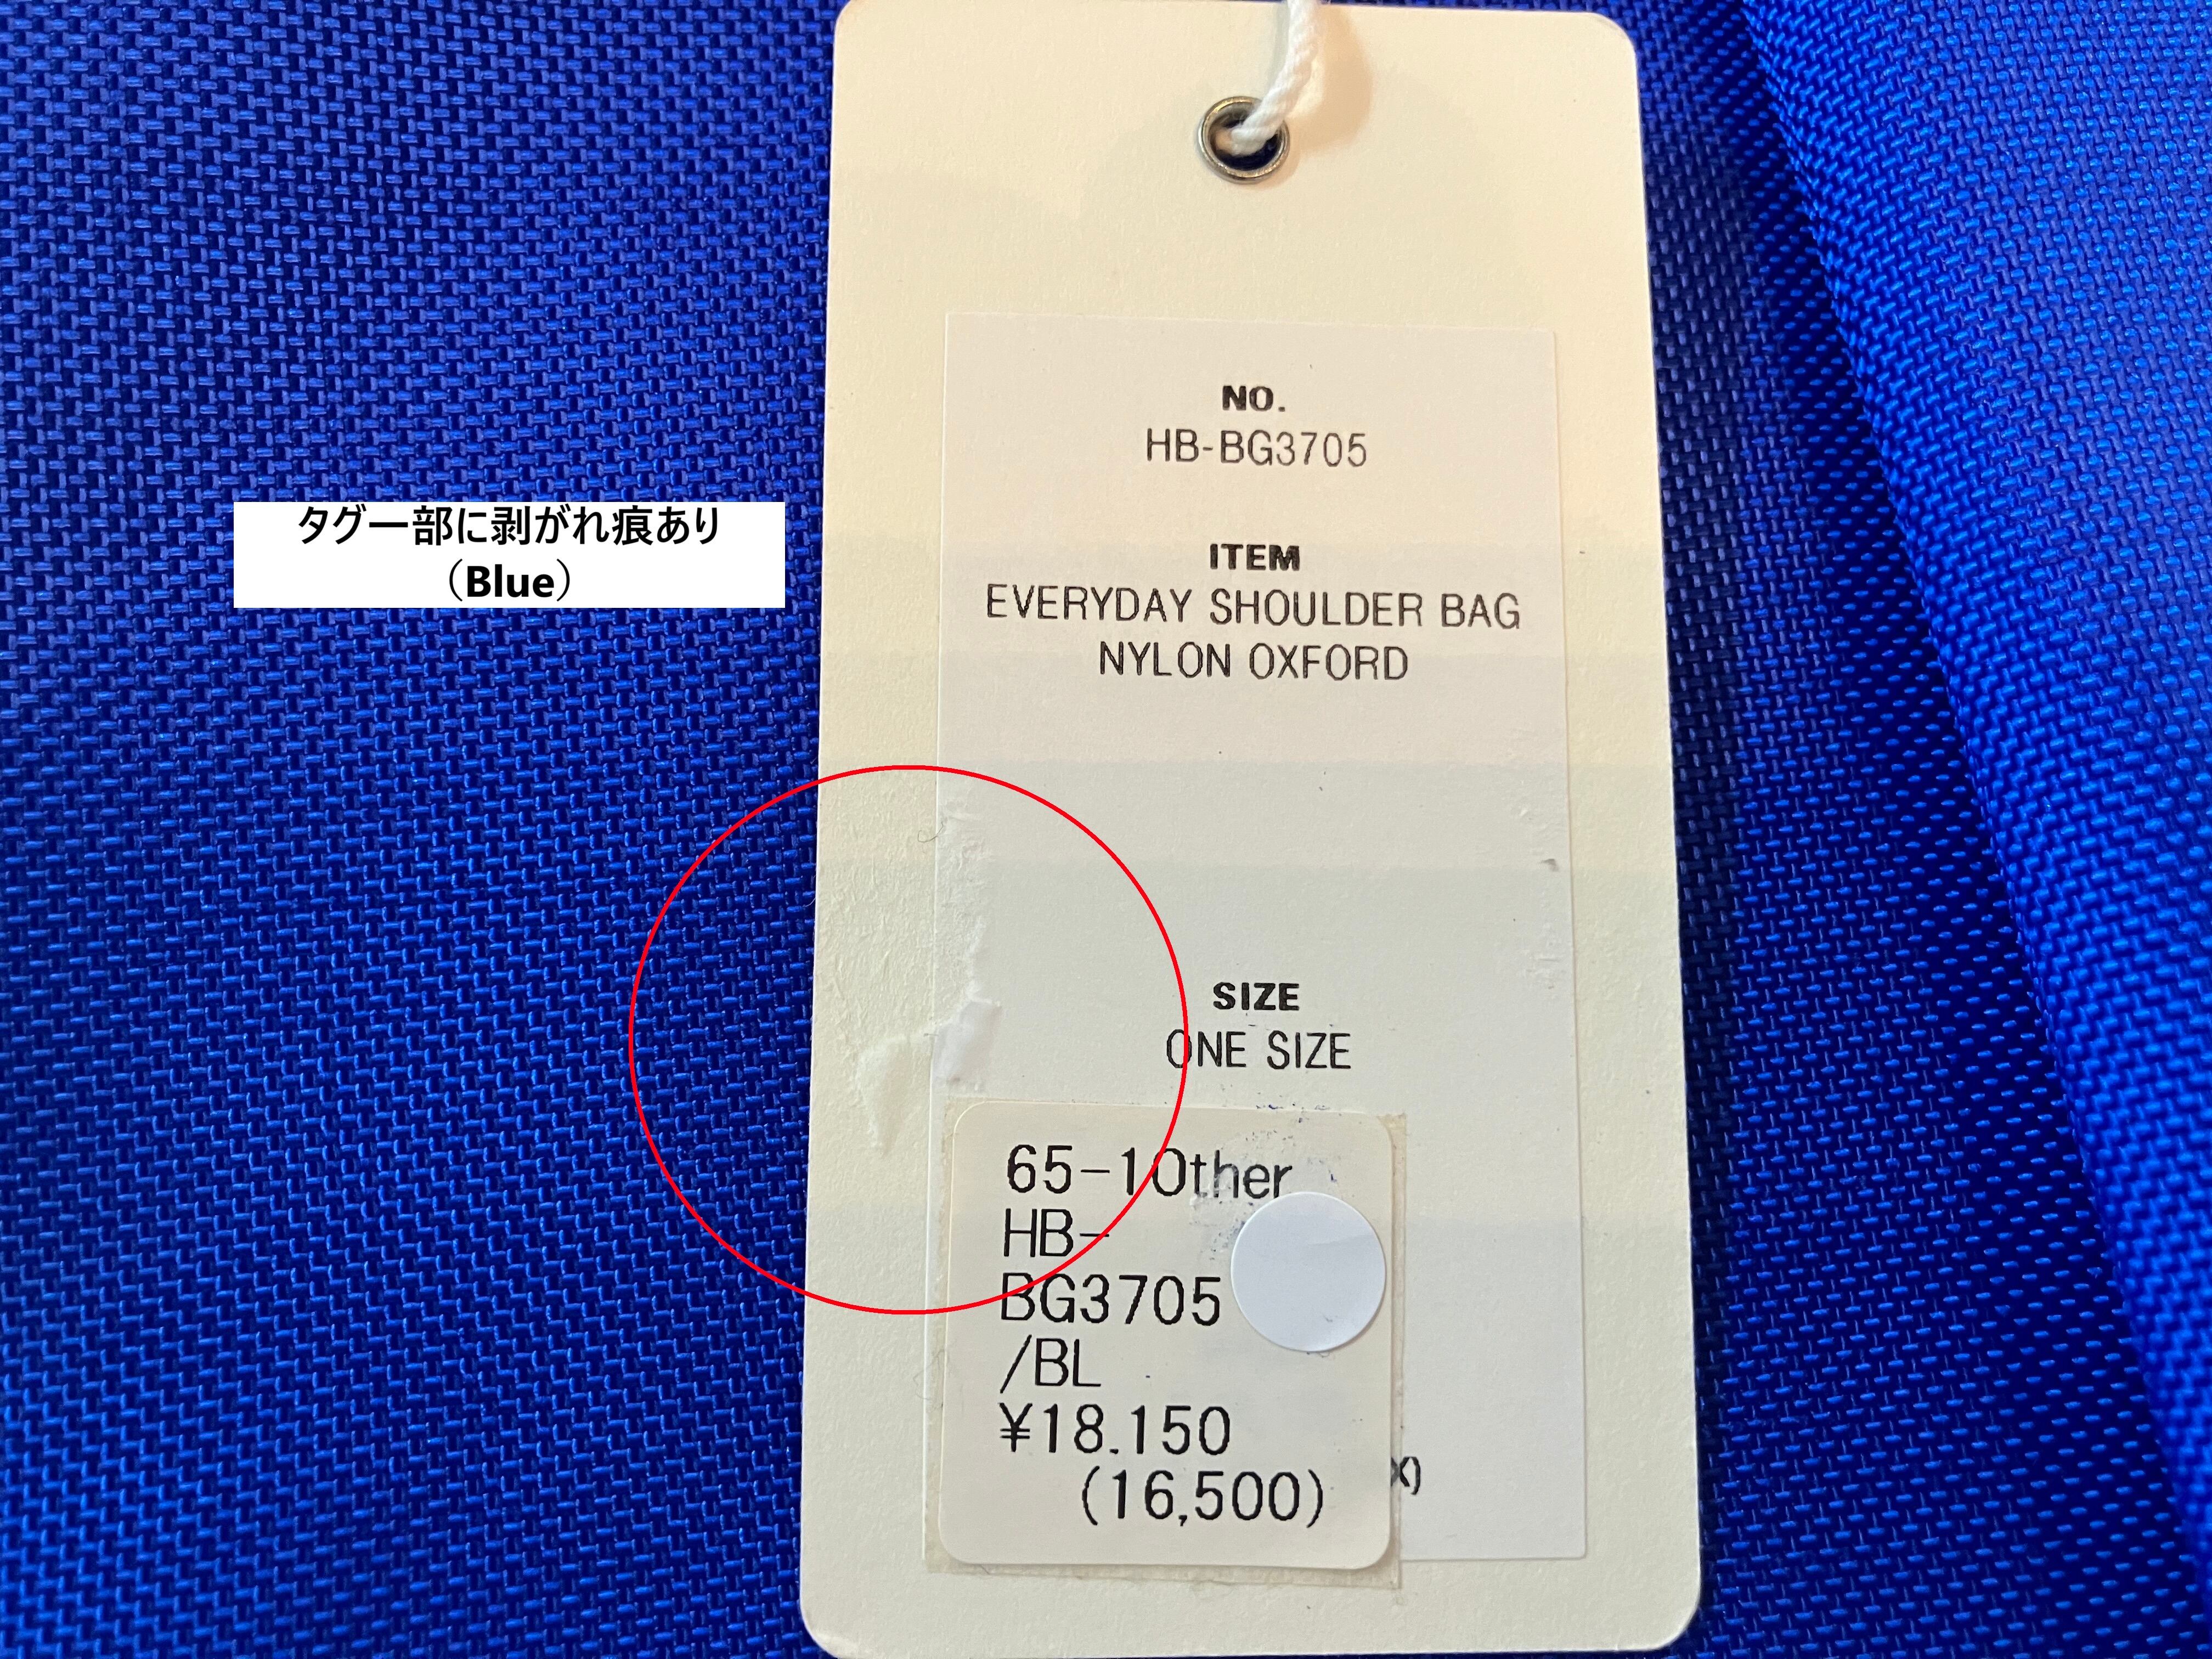 タグ一部に剥がれ痕あり
（Blue）
NO.
HB-BG3705
ITEM
EVERYDAY SHOULDER BAG
NYLON OXFORD
SIZE
ONE SIZE
65-1Other
HB-
BG3705
/BL
¥18.150
(16,500)
X)